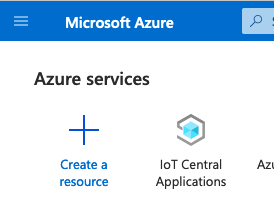 Microsoft Azure
Azure services
Create a
resource
IoT Central
Applications